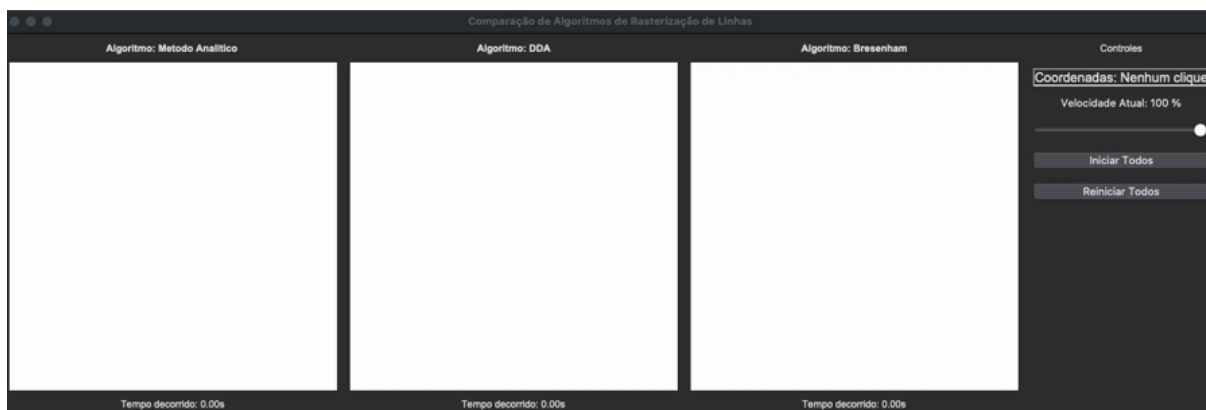 Comparação de Algoritmos de Rasterização de Linhas
Algoritmo: Metodo Analitico
Algoritmo: DDA
Algoritmo: Bresenham
Controles
Coordenadas: Nenhum clique
Velocidade Atual: 100 %
Iniciar Todos
Reiniciar Todos
Tempo decorrido: 0.00s
Tempo decorrido: 0.00s
Tempo decorrido: 0.00s